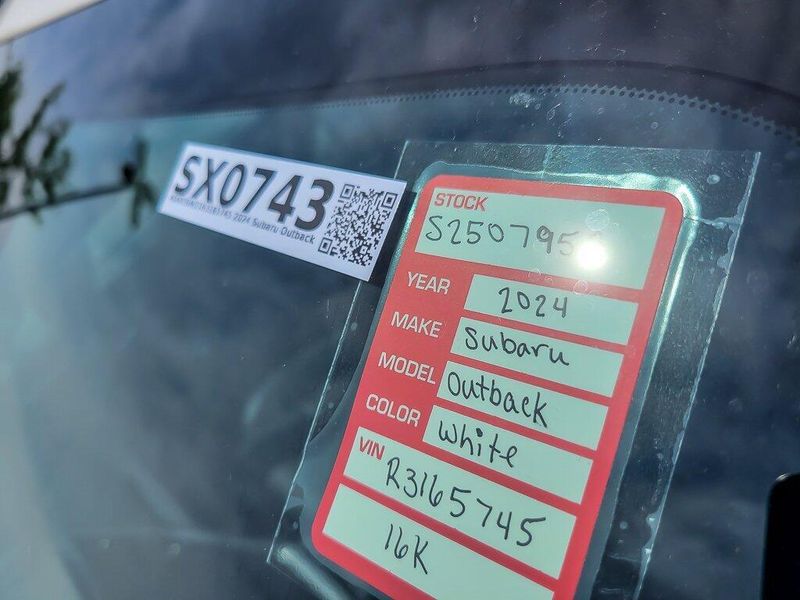 SX0743
2024 Subaru Outback
STOCK
S250795
YEAR 2024
MAKE Subaru
MODEL Outback
COLOR White
VIN R3165745
16K